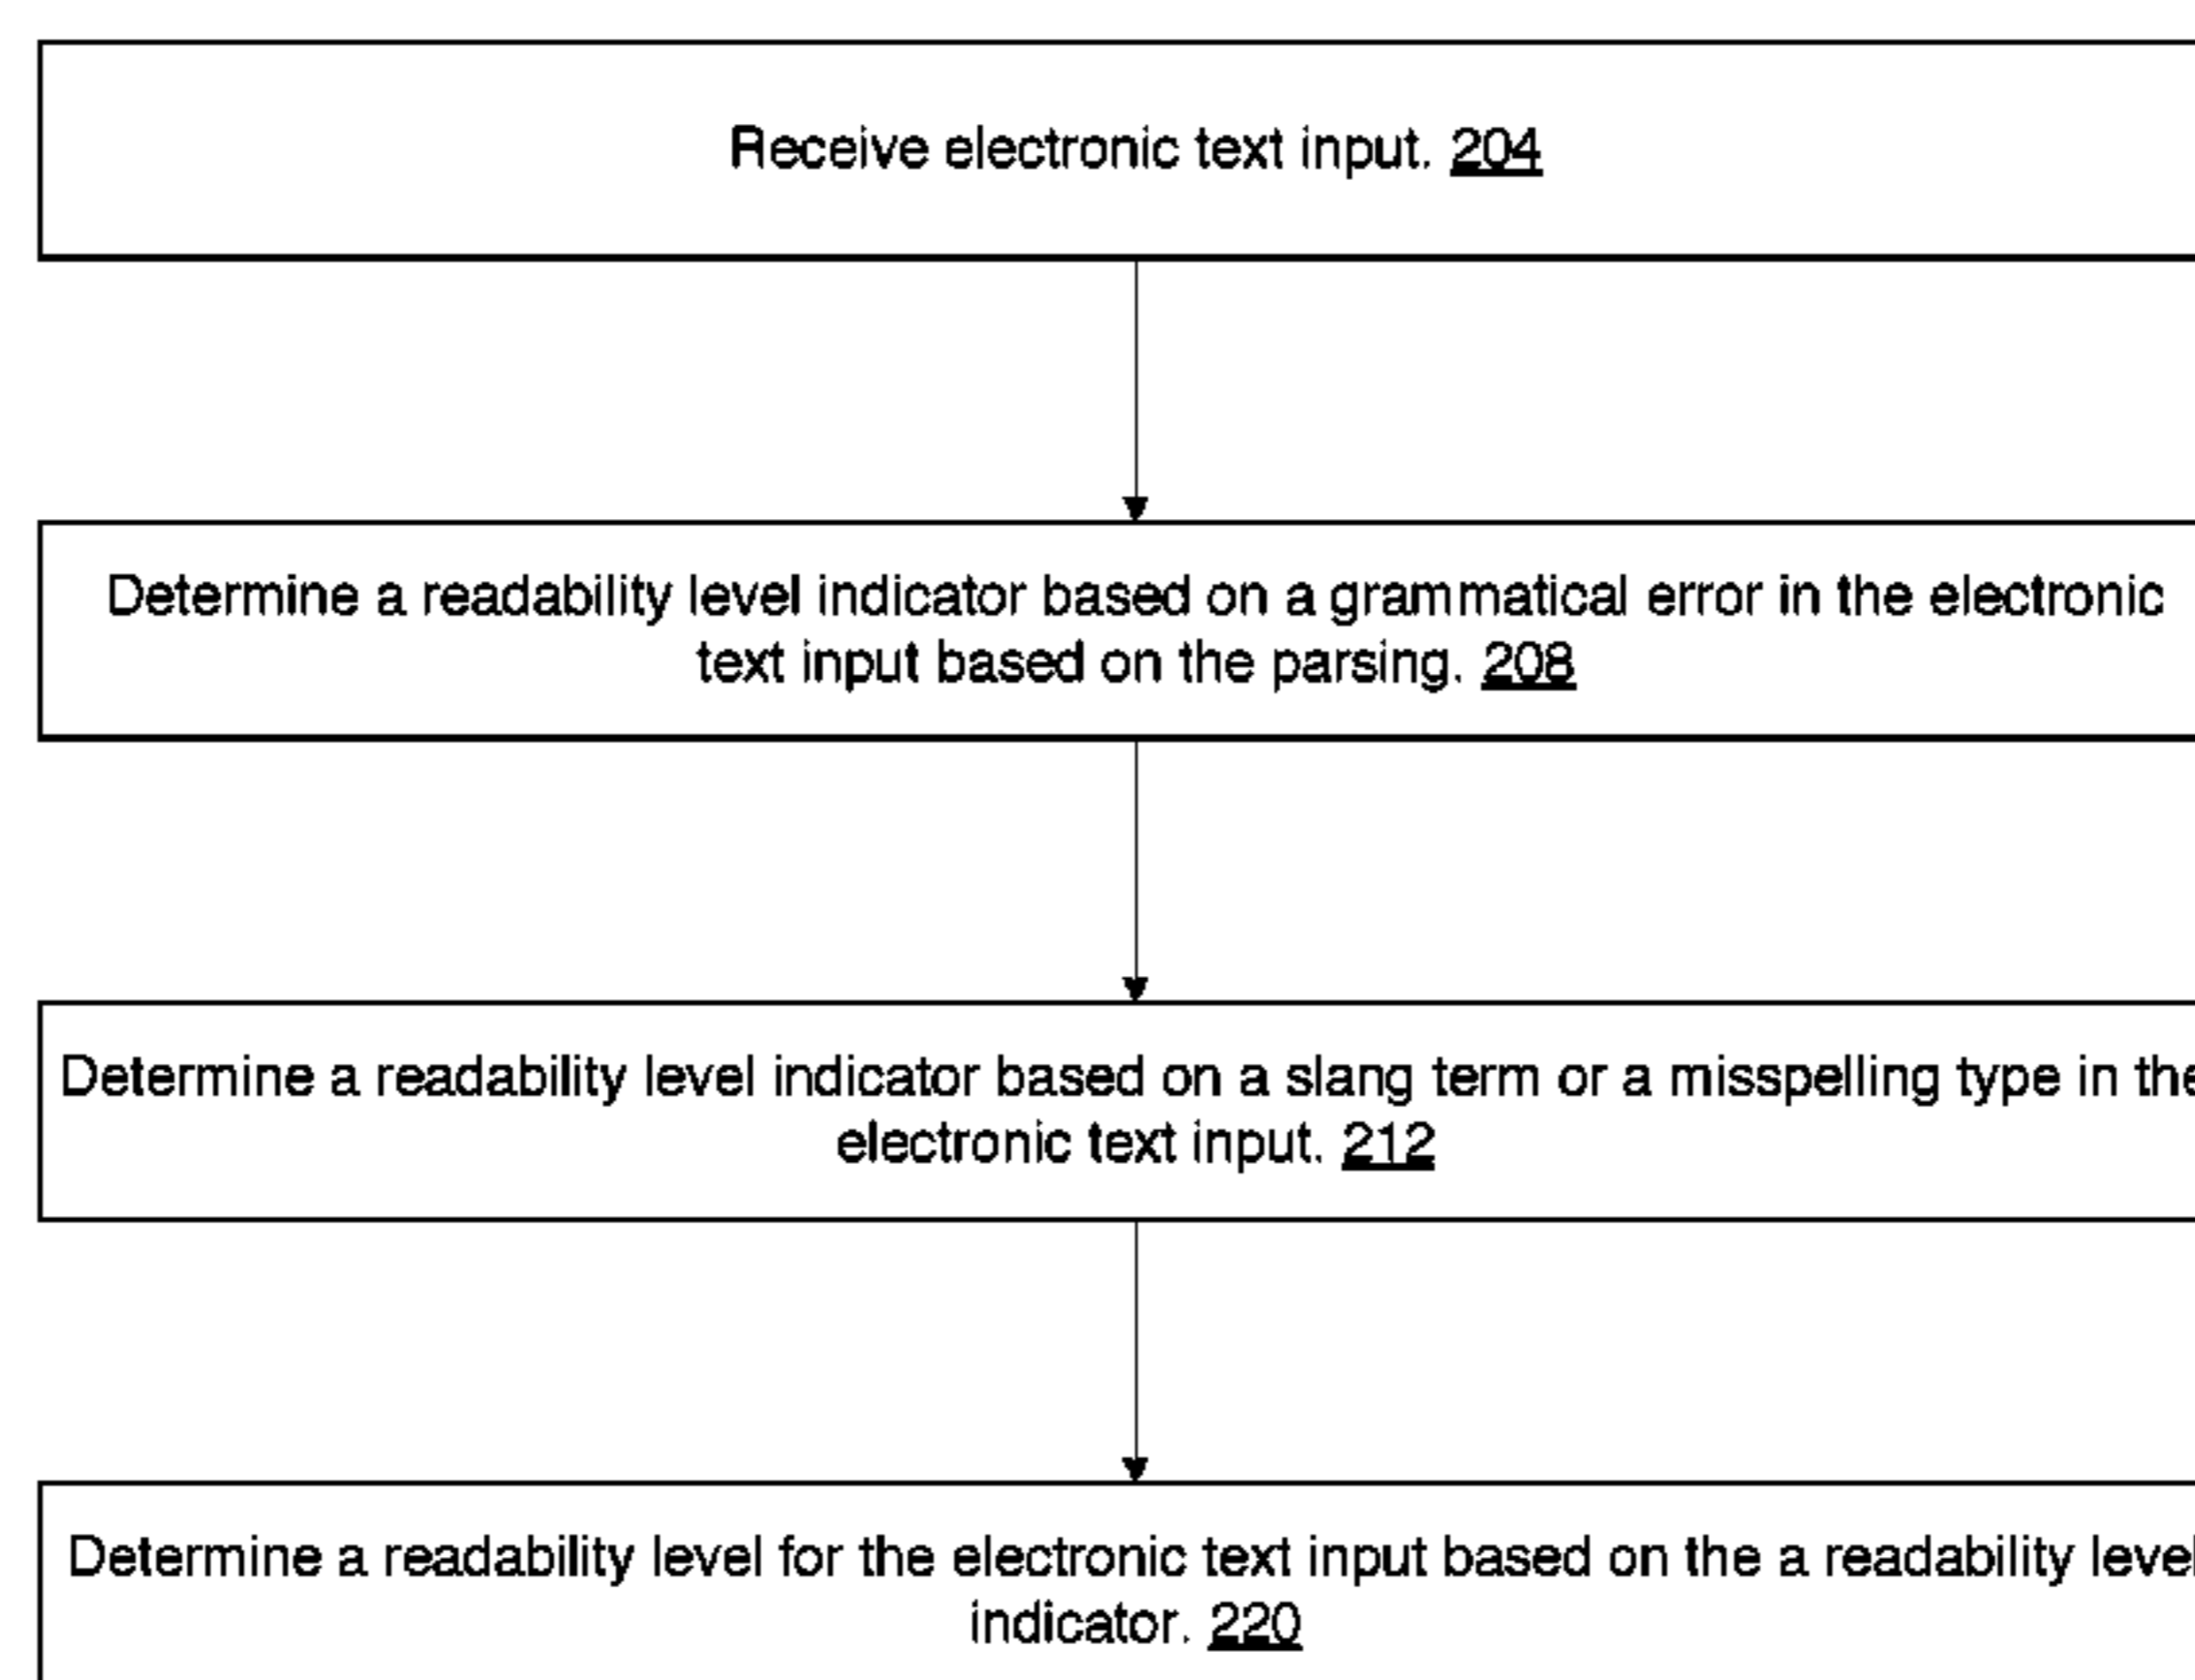 Receive electronic text input. 204
Determine a readability level indicator based on a grammatical error in the electronic
text input based on the parsing. 208
Determine a readability level indicator based on a slang term or a misspelling type in the
electronic text input. 212
Determine a readability level for the electronic text input based on the a readability level
indicator. 220